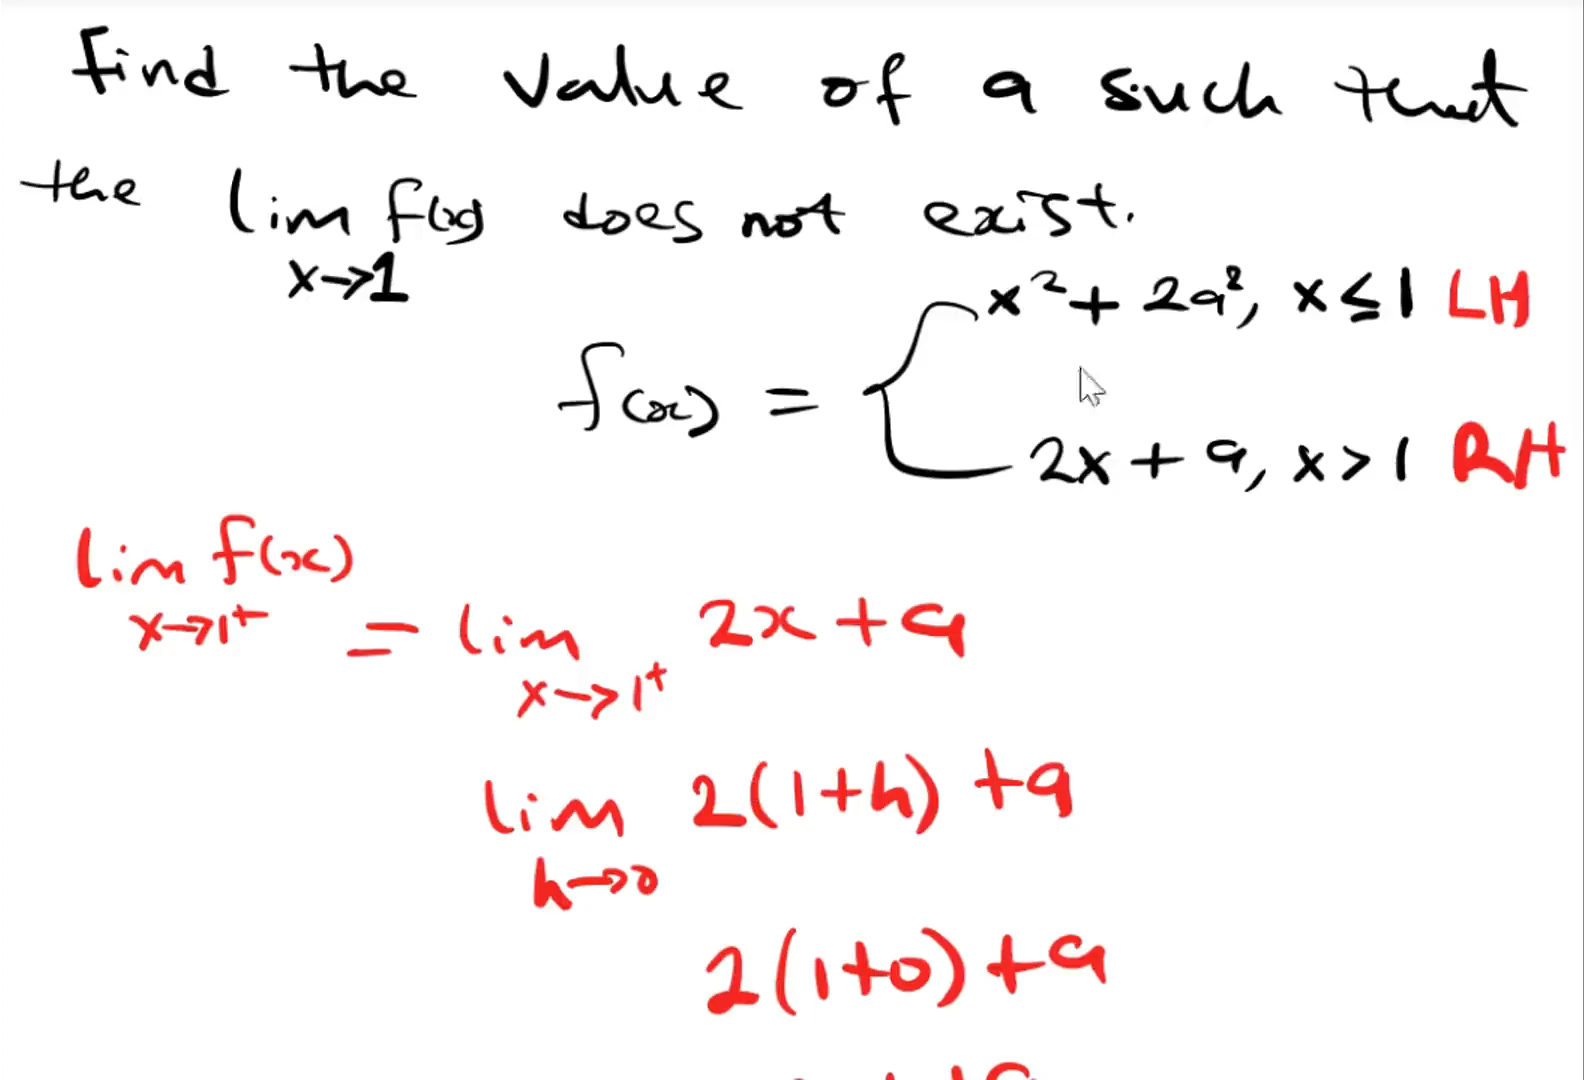 Find the value of a such that
the lim f(x) does not exist.
x→1
x² + 2a², x ≤ 1 LH
f(x) =
2x + a, x > 1 RH
lim f(x)
x→1⁺
= lim 2x + a
x→1⁺
lim 2(1+h) + a
h→0
2(1+0) + a